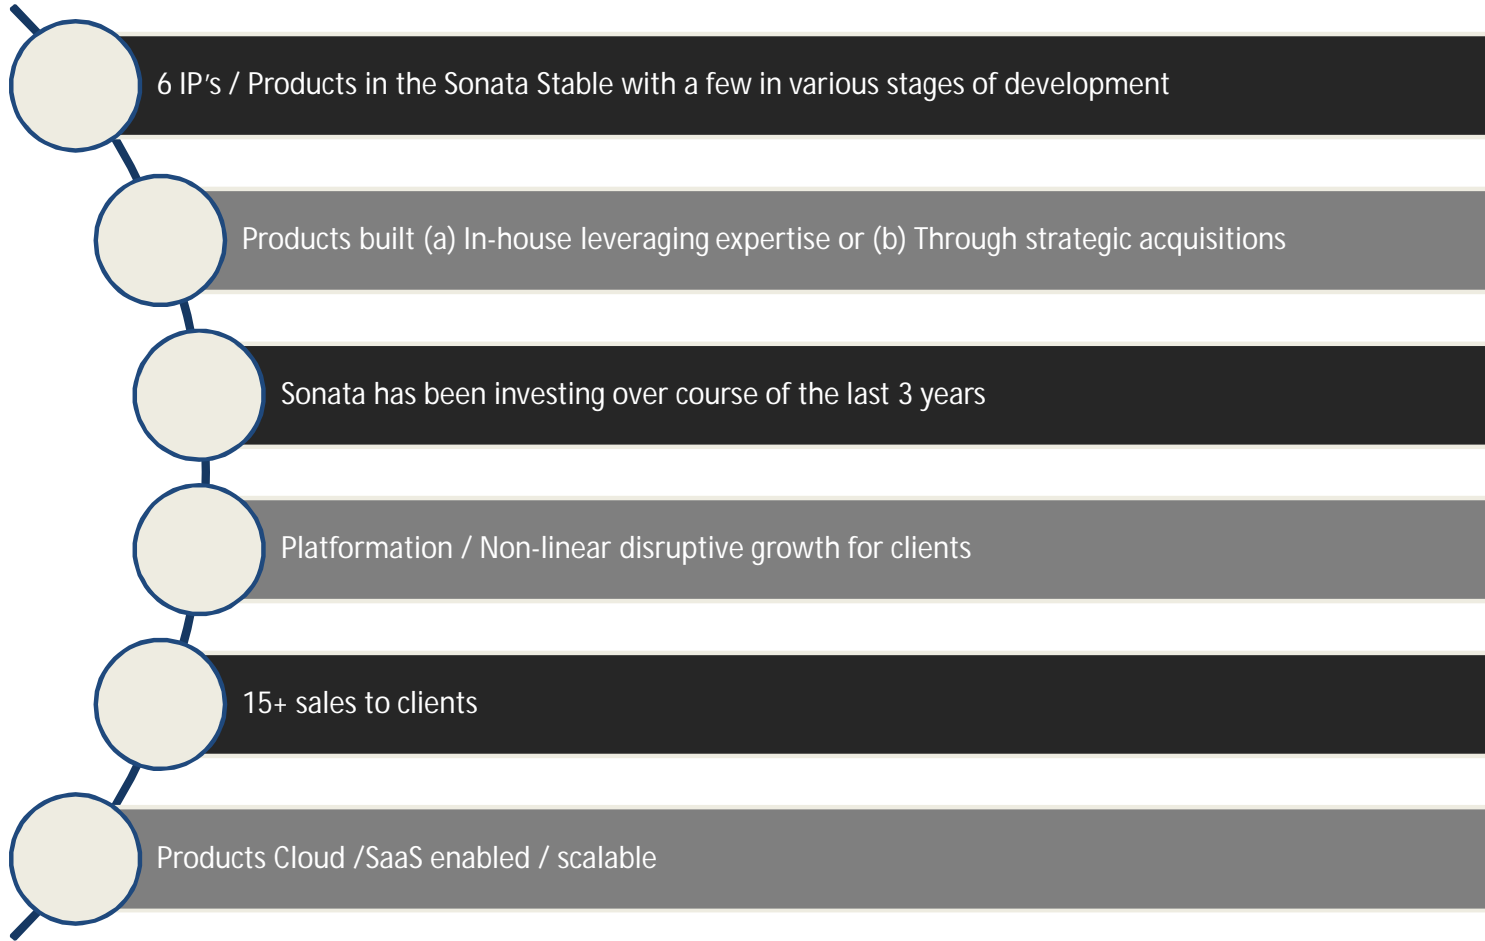 6 IP's / Products in the Sonata Stable with a few in various stages of development
Products built (a) In-house leveraging expertise or (b) Through strategic acquisitions
Sonata has been investing over course of the last 3 years
Platformation / Non-linear disruptive growth for clients
15+ sales to clients
Products Cloud /SaaS enabled / scalable